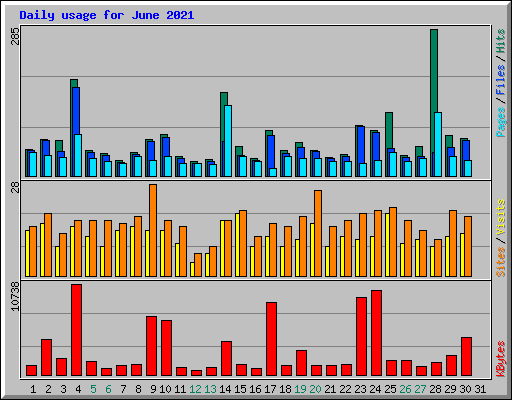 Daily usage for June 2021
285
Pages / Files / Hits
28
Sites / Visits
10738
KBytes
1 2 3 4 5 6 7 8 9 10 11 12 13 14 15 16 17 18 19 20 21 22 23 24 25 26 27 28 29 30 31